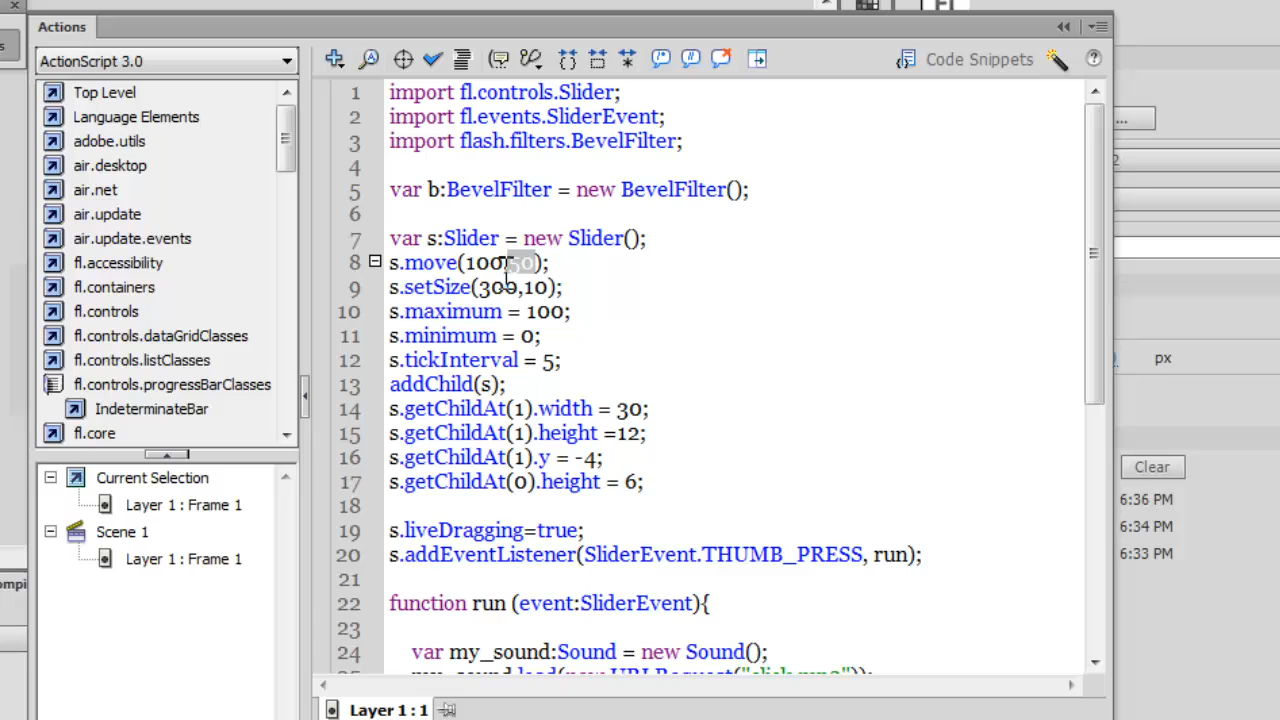 Actions
ActionScript 3.0
Code Snippets
Top Level
Language Elements
adobe.utils
air.desktop
air.net
air.update
air.update.events
fl.accessibility
fl.containers
fl.controls
fl.controls.dataGridClasses
fl.controls.listClasses
fl.controls.progressBarClasses
IndeterminateBar
fl.core
Current Selection
Layer 1 : Frame 1
Scene 1
Layer 1 : Frame 1
1 import fl.controls.Slider;
2 import fl.events.SliderEvent;
3 import flash.filters.BevelFilter;
4
5 var b:BevelFilter = new BevelFilter();
6
7 var s:Slider = new Slider();
8 s.move(100,50);
9 s.setSize(300,10);
10 s.maximum = 100;
11 s.minimum = 0;
12 s.tickInterval = 5;
13 addChild(s);
14 s.getChildAt(1).width = 30;
15 s.getChildAt(1).height =12;
16 s.getChildAt(1).y = -4;
17 s.getChildAt(0).height = 6;
18
19 s.liveDragging=true;
20 s.addEventListener(SliderEvent.THUMB_PRESS, run);
21
22 function run (event:SliderEvent){
23
24 var my_sound:Sound = new Sound();
Layer 1 : 1
...
2
px
Clear
6:36 PM
6:34 PM
6:33 PM